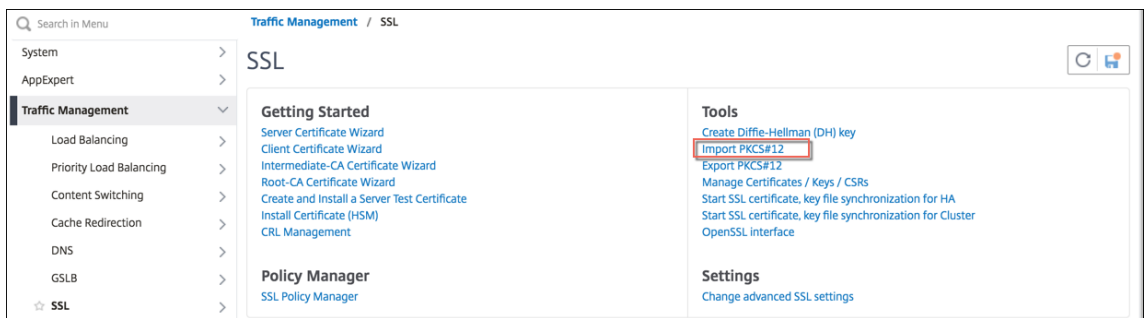 Search in Menu
System
AppExpert
Traffic Management
Load Balancing
Priority Load Balancing
Content Switching
Cache Redirection
DNS
GSLB
SSL
Traffic Management / SSL
SSL
Getting Started
Server Certificate Wizard
Client Certificate Wizard
Intermediate-CA Certificate Wizard
Root-CA Certificate Wizard
Create and Install a Server Test Certificate
Install Certificate (HSM)
CRL Management
Policy Manager
SSL Policy Manager
Tools
Create Diffie-Hellman (DH) key
Import PKCS#12
Export PKCS#12
Manage Certificates / Keys / CSRs
Start SSL certificate, key file synchronization for HA
Start SSL certificate, key file synchronization for Cluster
OpenSSL interface
Settings
Change advanced SSL settings